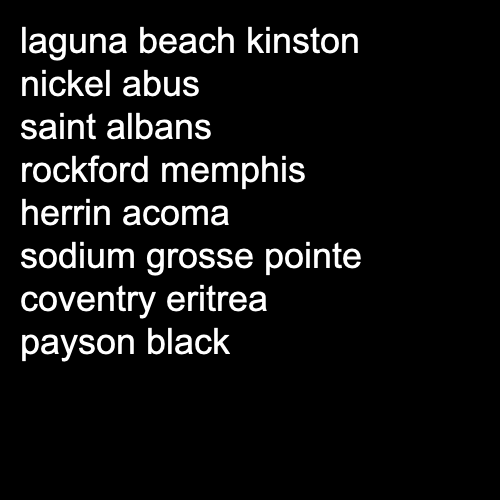 laguna beach kinston
nickel abus
saint albans
rockford memphis
herrin acoma
sodium grosse pointe
coventry eritrea
payson black